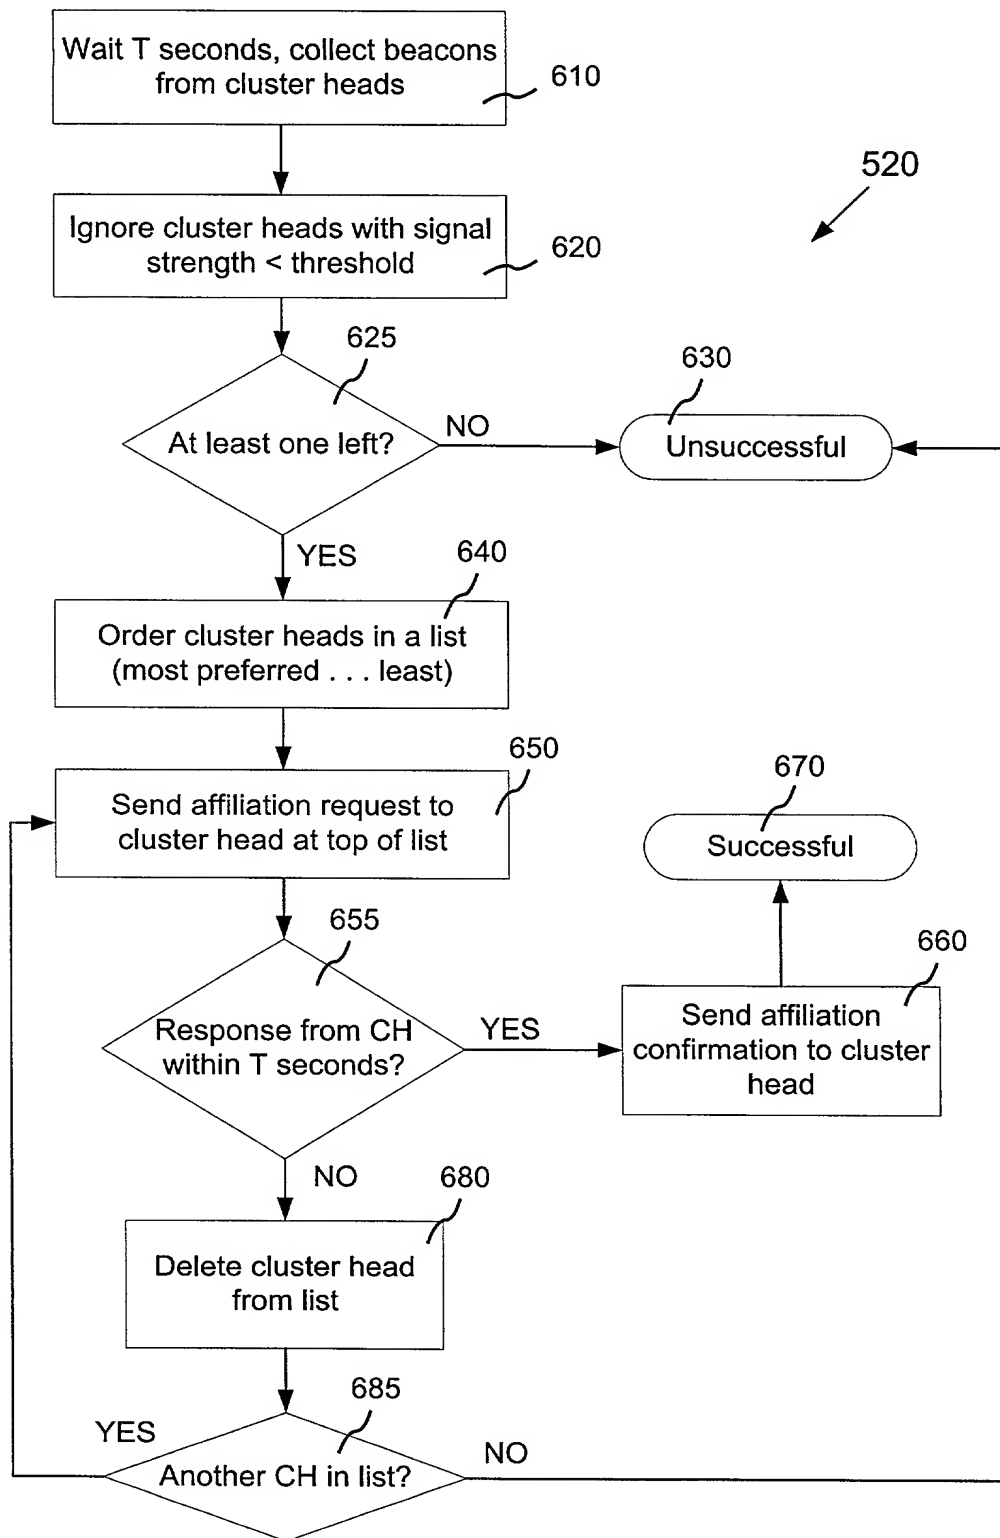 Wait T seconds, collect beacons
from cluster heads
610
520
Ignore cluster heads with signal
strength < threshold
620
625
630
At least one left?
NO
Unsuccessful
YES
640
Order cluster heads in a list
(most preferred . . . least)
650
Send affiliation request to
cluster head at top of list
670
Successful
655
660
Response from CH
within T seconds?
YES
Send affiliation
confirmation to cluster
head
NO
680
Delete cluster head
from list
685
YES
Another CH in list?
NO